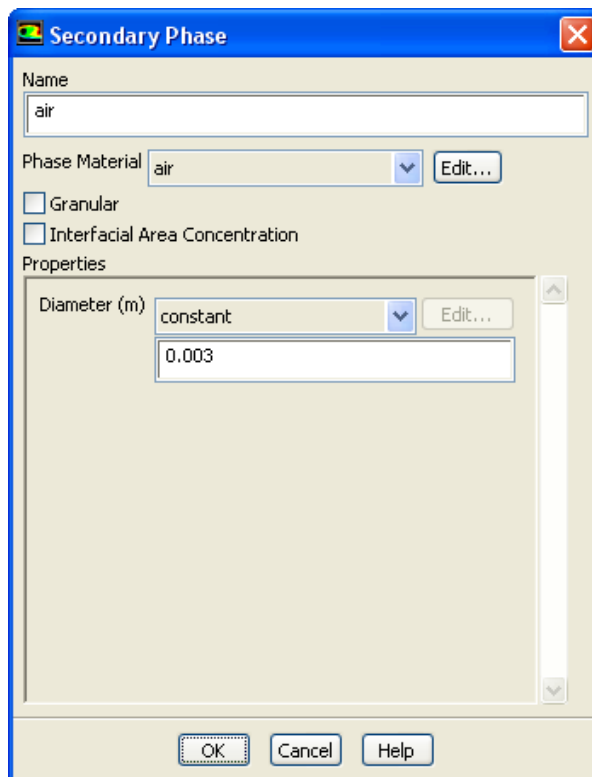 Secondary Phase
Name
air
Phase Material air Edit...
Granular
Interfacial Area Concentration
Properties
Diameter (m) constant Edit...
0.003
OK Cancel Help